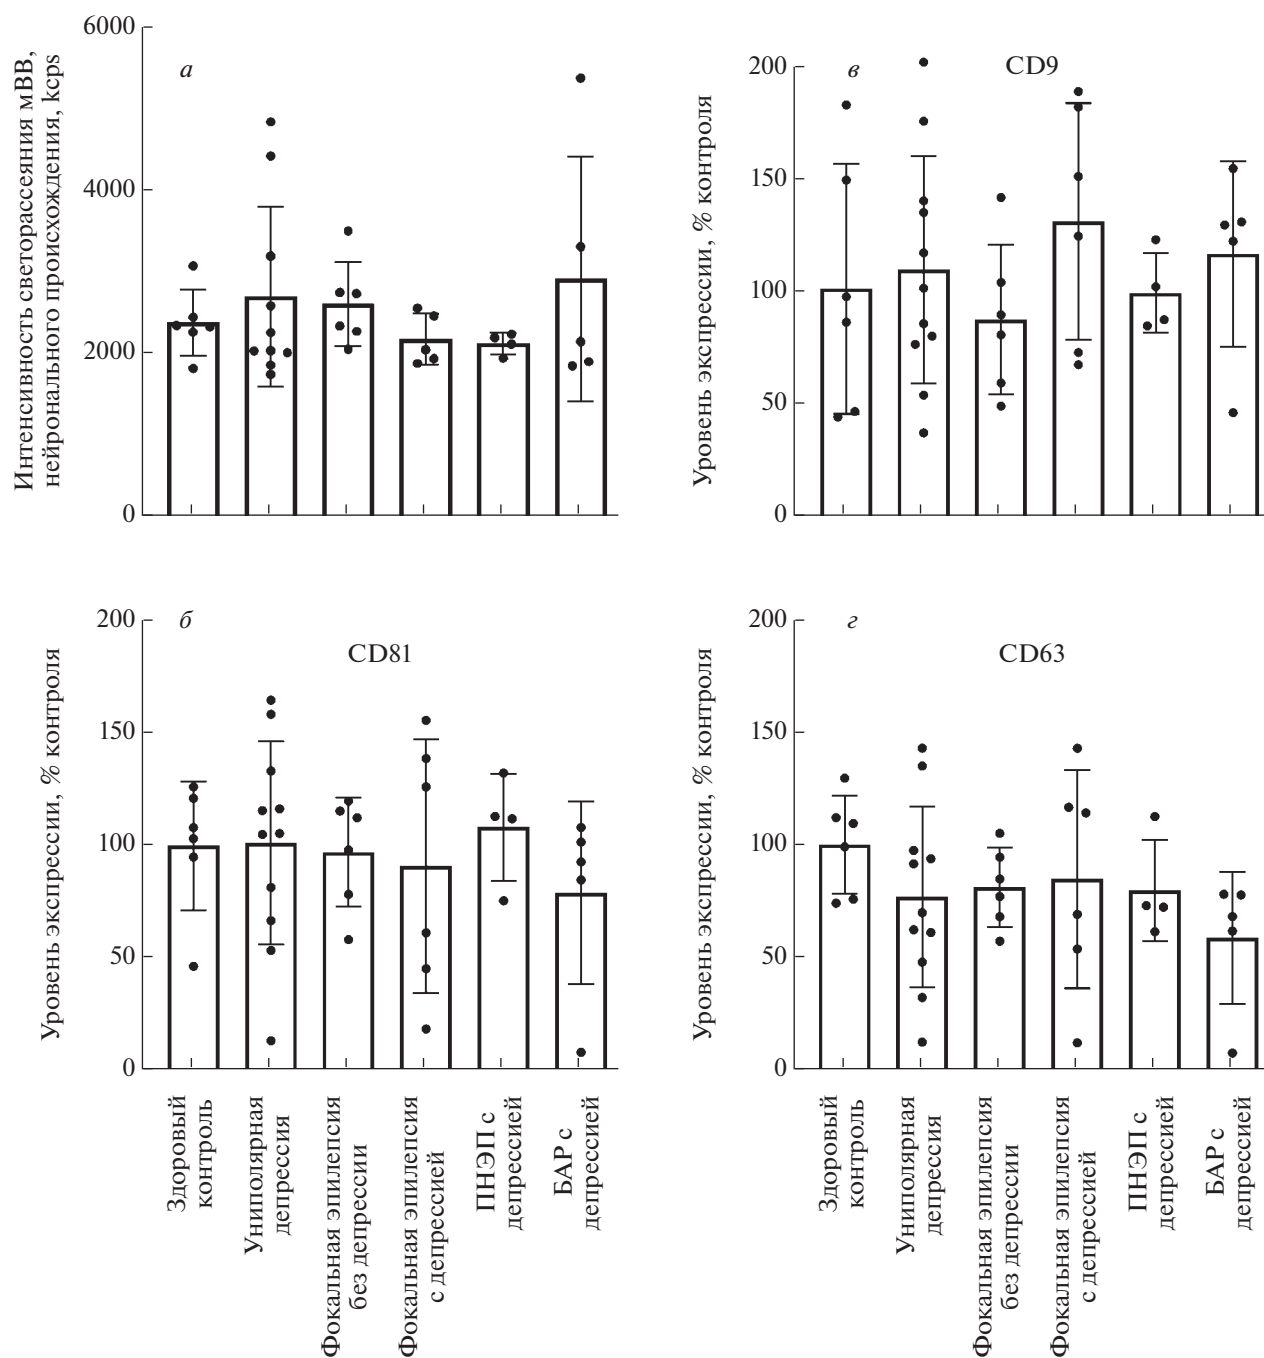 Интенсивность светорассеяния мВВ,
нейронального происхождения, kcps
6000
4000
2000
0
а
Уровень экспрессии, % контроля
200
150
100
50
0
в
CD9
Уровень экспрессии, % контроля
200
150
100
50
0
б
CD81
Здоровый
контроль
Униполярная
депрессия
Фокальная эпилепсия
без депрессии
Фокальная эпилепсия
с депрессией
ПНЭП с
депрессией
БАР с
депрессией
Уровень экспрессии, % контроля
200
150
100
50
0
г
CD63
Здоровый
контроль
Униполярная
депрессия
Фокальная эпилепсия
без депрессии
Фокальная эпилепсия
с депрессией
ПНЭП с
депрессией
БАР с
депрессией